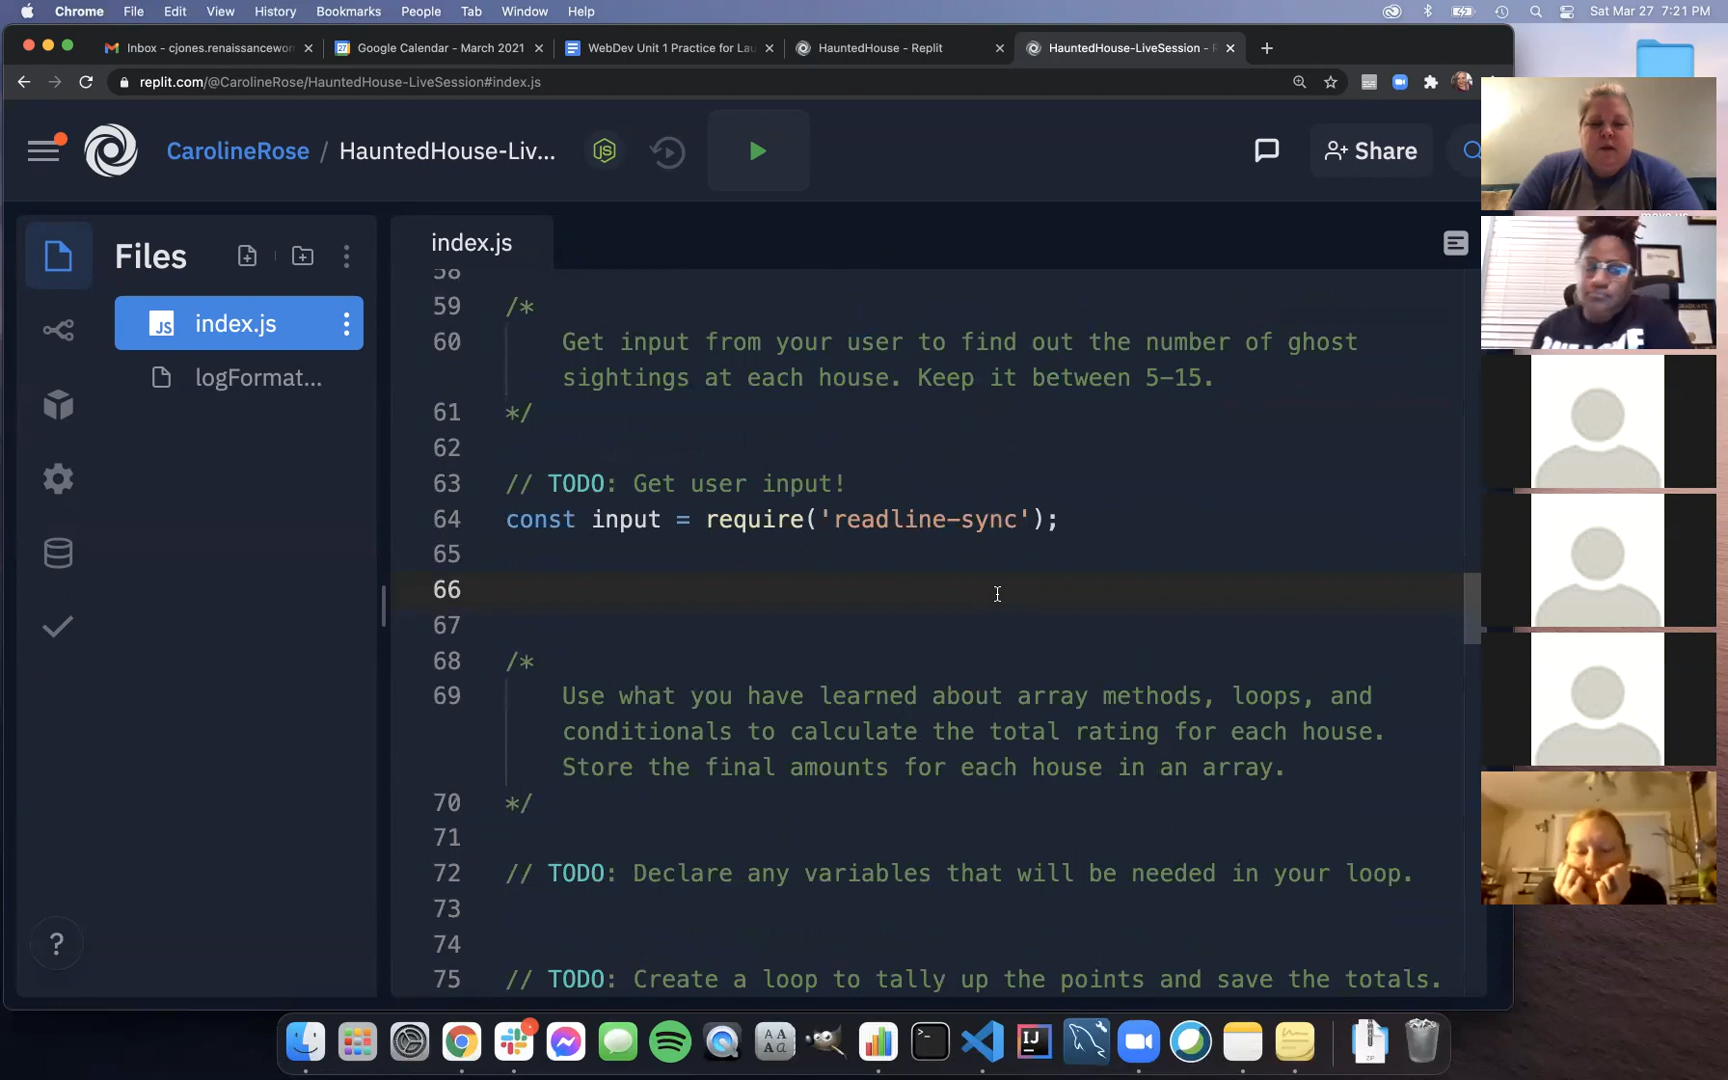 Chrome File Edit View History Bookmarks People Tab Window Help
Sat Mar 27 7:21 PM
Inbox - cjones.renaissancewon
27 Google Calendar - March 2021
WebDev Unit 1 Practice for Lau
HauntedHouse - Replit
HauntedHouse-LiveSession - R
replit.com/@CarolineRose/HauntedHouse-LiveSession#index.js
CarolineRose / HauntedHouse-Liv...
Share
Files
JS index.js
logFormat...
index.js
58
59 /*
60 Get input from your user to find out the number of ghost
sightings at each house. Keep it between 5-15.
61 */
62
63 // TODO: Get user input!
64 const input = require('readline-sync');
65
66
67
68 /*
69 Use what you have learned about array methods, loops, and
conditionals to calculate the total rating for each house.
Store the final amounts for each house in an array.
70 */
71
72 // TODO: Declare any variables that will be needed in your loop.
73
74
75 // TODO: Create a loop to tally up the points and save the totals.
?